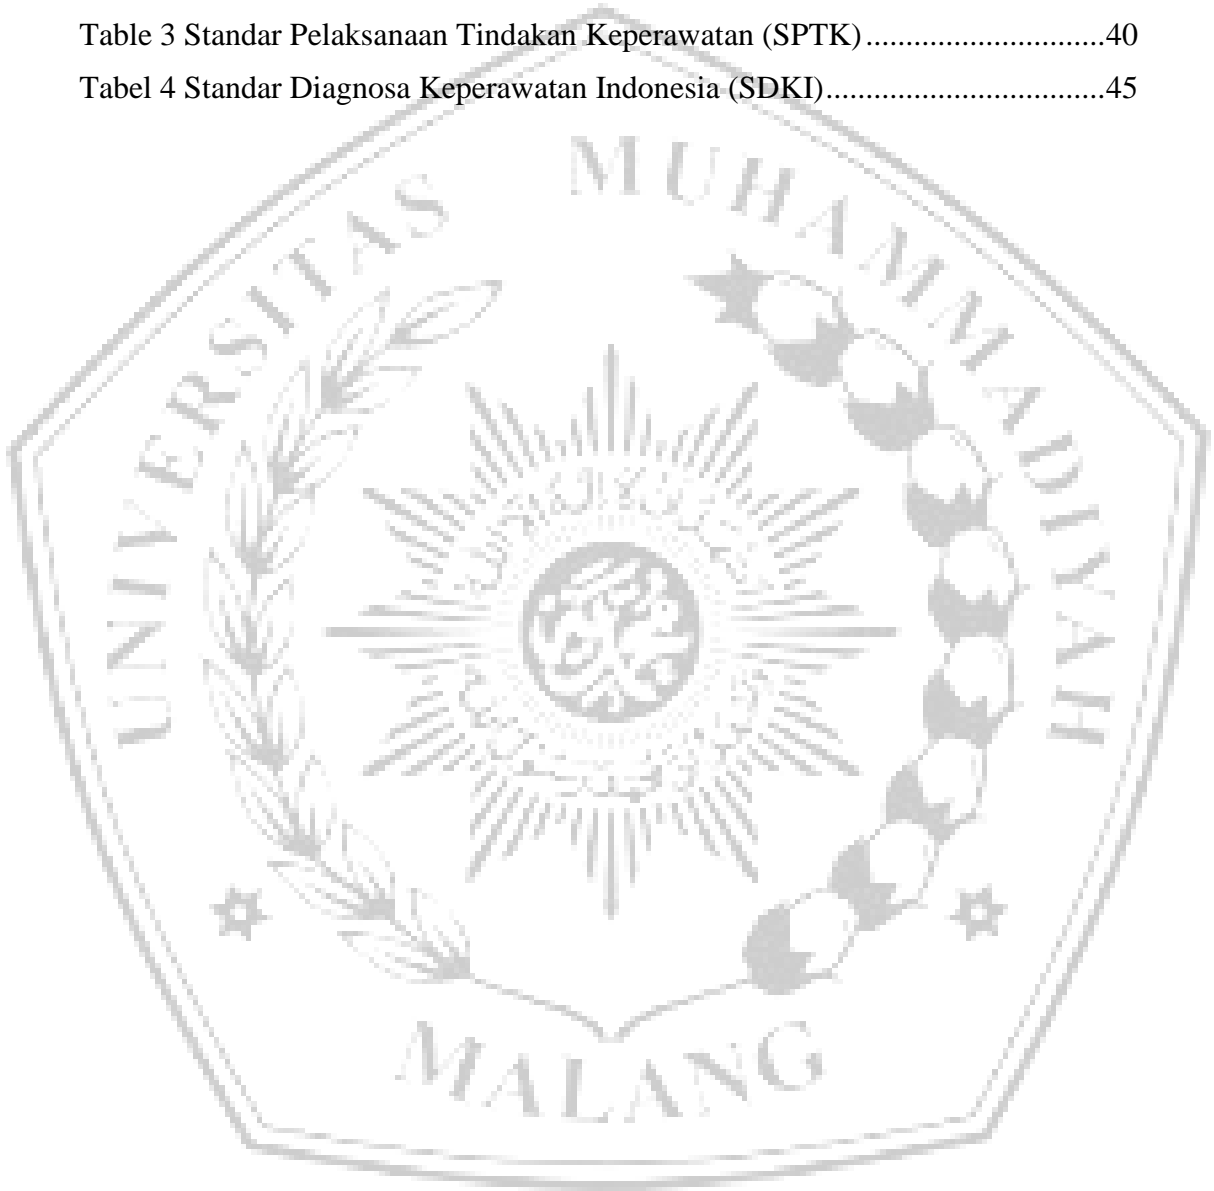 Table 3 Standar Pelaksanaan Tindakan Keperawatan (SPTK)..............................40
Tabel 4 Standar Diagnosa Keperawatan Indonesia (SDKI)...................................45
UNIVERSITAS MUHAMMADIYAH
MALANG